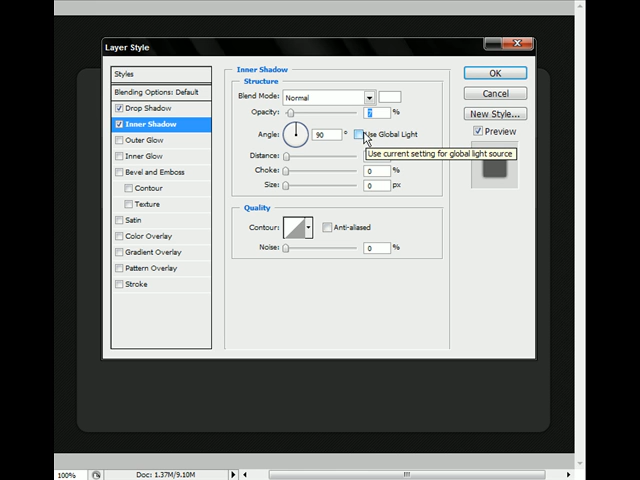 Layer Style
Styles
Blending Options: Default
Drop Shadow
Inner Shadow
Outer Glow
Inner Glow
Bevel and Emboss
Contour
Texture
Satin
Color Overlay
Gradient Overlay
Pattern Overlay
Stroke
Inner Shadow
Structure
Blend Mode: Normal
Opacity: 7 %
Angle: 90 ° Use Global Light
Use current setting for global light source
Distance:
Choke: 0 %
Size: 0 px
Quality
Contour: Anti-aliased
Noise: 0 %
OK
Cancel
New Style...
Preview
100% Doc: 1.37M/9.10M